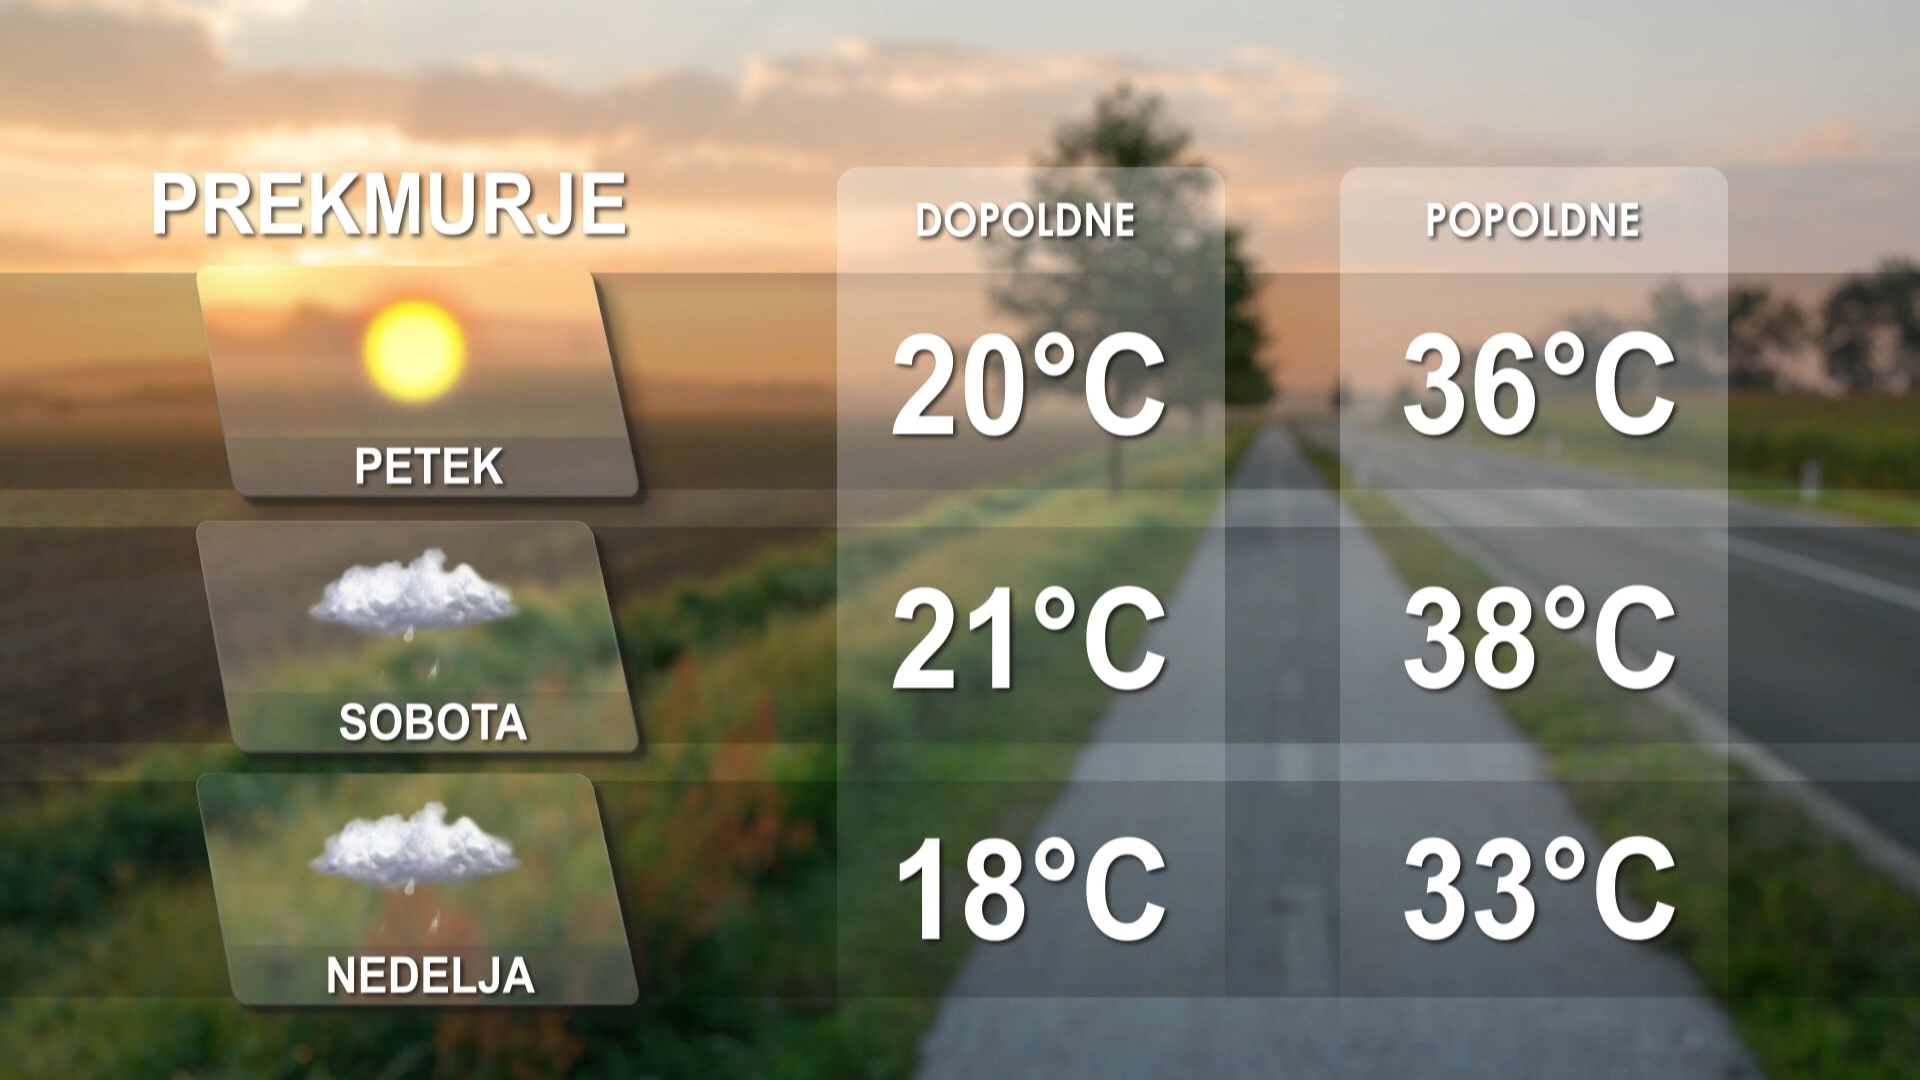 PREKMURJE
DOPOLDNE POPOLDNE
PETEK 20°C 36°C
SOBOTA 21°C 38°C
NEDELJA 18°C 33°C